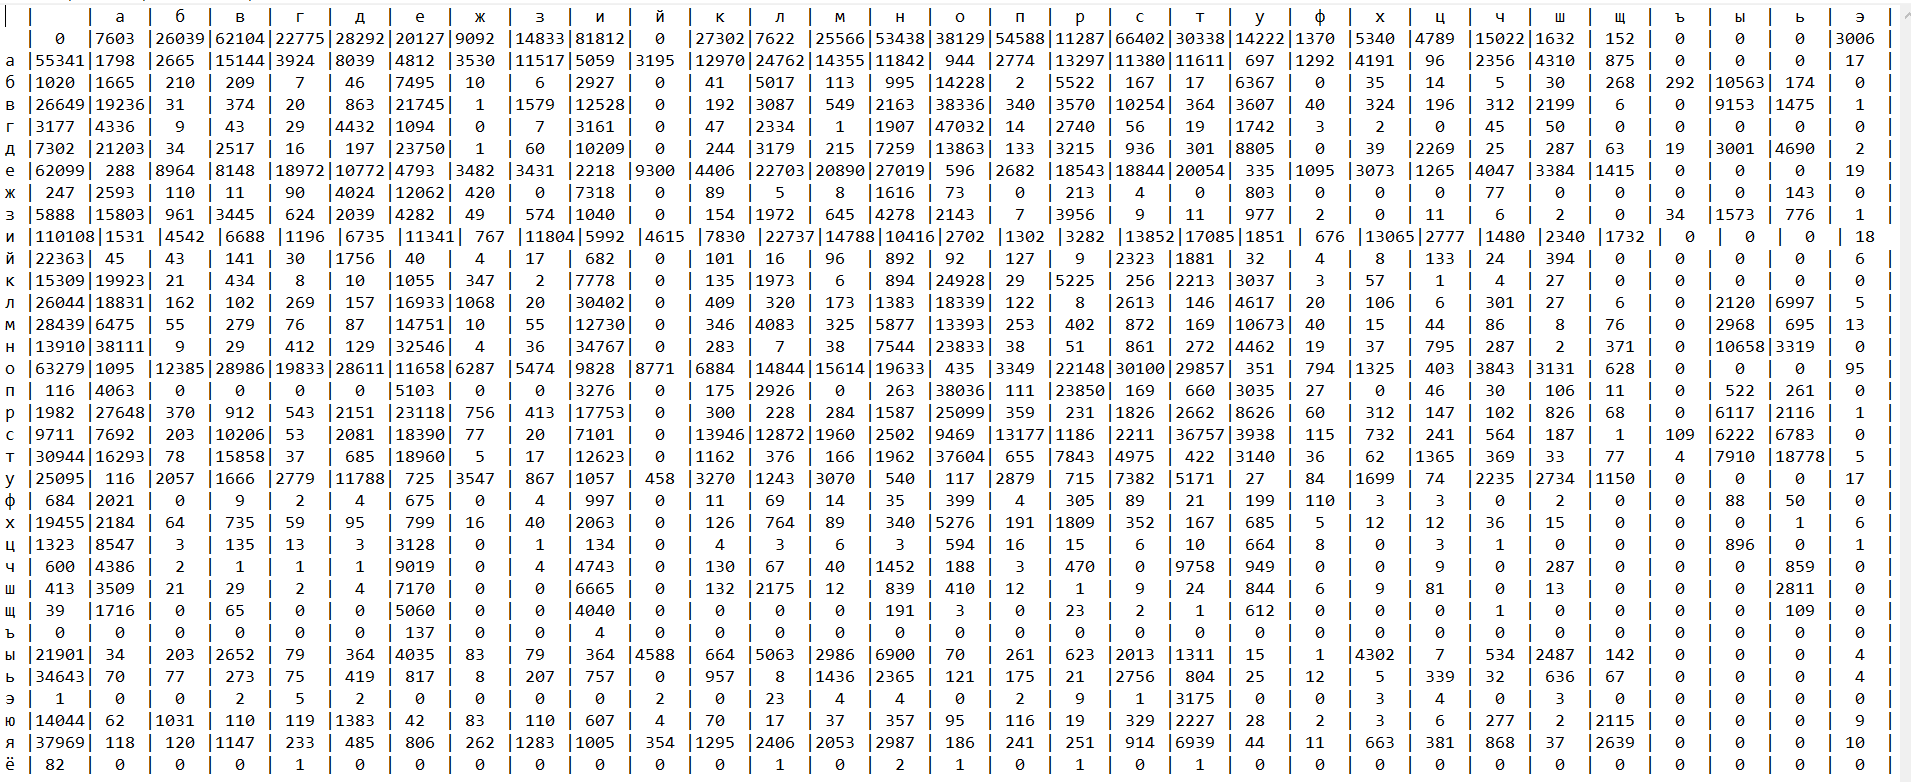 | | | а | б | в | г | д | е | ж | з | и | й | к | л | м | н | о | п | р | с | т | у | ф | х | ц | ч | ш | щ | ъ | ы | ь | э |
| 0 |7603 |26039|62104|22775|28292|20127|9092 |14833|81812| 0 |27302|7622 |25566|53438|38129|54588|11287|66402|30338|14222|1370 |5340 |4789 |15022|1632 | 152 | 0 | 0 | 0 |3006 |
а |55341|1798 |2665 |15144|3924 |8039 |4812 |3530 |11517|5059 |3195 |12970|24762|14355|11842| 944 |2774 |13297|11380|11611| 697 |1292 |4191 | 96 |2356 |4310 | 875 | 0 | 0 | 0 | 17 |
б |1020 |1665 | 210 | 209 | 7 | 46 |7495 | 10 | 6 |2927 | 0 | 41 |5017 | 113 | 995 |14228| 2 |5522 | 167 | 17 |6367 | 0 | 35 | 14 | 5 | 30 | 268 | 292 |10563| 174 | 0 |
в |26649|19236| 31 | 374 | 20 | 863 |21745| 1 |1579 |12528| 0 | 192 |3087 | 549 |2163 |38336| 340 |3570 |10254| 364 |3607 | 40 | 324 | 196 | 312 |2199 | 6 | 0 |9153 |1475 | 1 |
г |3177 |4336 | 9 | 43 | 29 |4432 |1094 | 0 | 7 |3161 | 0 | 47 |2334 | 1 |1907 |47032| 14 |2740 | 56 | 19 |1742 | 3 | 2 | 0 | 45 | 50 | 0 | 0 | 0 | 0 | 0 |
д |7302 |21203| 34 |2517 | 16 | 197 |23750| 1 | 60 |10209| 0 | 244 |3179 | 215 |7259 |13863| 133 |3215 | 936 | 301 |8805 | 0 | 39 |2269 | 25 | 287 | 63 | 19 |3001 |4690 | 2 |
е |62099| 288 |8964 |8148 |18972|10772|4793 |3482 |3431 |2218 |9300 |4406 |22703|20890|27019| 596 |2682 |18543|18844|20054| 335 |1095 |3073 |1265 |4047 |3384 |1415 | 0 | 0 | 0 | 19 |
ж | 247 |2593 | 110 | 11 | 90 |4024 |12062| 420 | 0 |7318 | 0 | 89 | 5 | 8 |1616 | 73 | 0 | 213 | 4 | 0 | 803 | 0 | 0 | 0 | 77 | 0 | 0 | 0 | 0 | 143 | 0 |
з |5888 |15803| 961 |3445 | 624 |2039 |4282 | 49 | 574 |1040 | 0 | 154 |1972 | 645 |4278 |2143 | 7 |3956 | 9 | 11 | 977 | 2 | 0 | 11 | 6 | 2 | 0 | 34 |1573 | 776 | 1 |
и |110108|1531 |4542 |6688 |1196 |6735 |11341| 767 |11804|5992 |4615 |7830 |22737|14788|10416|2702 |1302 |3282 |13852|17085|1851 | 676 |13065|2777 |1480 |2340 |1732 | 0 | 0 | 0 | 18
й |22363| 45 | 43 | 141 | 30 |1756 | 40 | 4 | 17 | 682 | 0 | 101 | 16 | 96 | 892 | 92 | 127 | 9 |2323 |1881 | 32 | 4 | 8 | 133 | 24 | 394 | 0 | 0 | 0 | 0 | 6 |
к |15309|19923| 21 | 434 | 8 | 10 |1055 | 347 | 2 |7778 | 0 | 135 |1973 | 6 | 894 |24928| 29 |5225 | 256 |2213 |3037 | 3 | 57 | 1 | 4 | 27 | 0 | 0 | 0 | 0 | 0 |
л |26044|18831| 162 | 102 | 269 | 157 |16933|1068 | 20 |30402| 0 | 409 | 320 | 173 |1383 |18339| 122 | 8 |2613 | 146 |4617 | 20 | 106 | 6 | 301 | 27 | 6 | 0 |2120 |6997 | 5 |
м |28439|6475 | 55 | 279 | 76 | 87 |14751| 10 | 55 |12730| 0 | 346 |4083 | 325 |5877 |13393| 253 | 402 | 872 | 169 |10673| 40 | 15 | 44 | 86 | 8 | 76 | 0 |2968 | 695 | 13 |
н |13910|38111| 9 | 29 | 412 | 129 |32546| 4 | 36 |34767| 0 | 283 | 7 | 38 |7544 |23833| 38 | 51 | 861 | 272 |4462 | 19 | 37 | 795 | 287 | 2 | 371 | 0 |10658|3319 | 0 |
о |63279|1095 |12385|28986|19833|28611|11658|6287 |5474 |9828 |8771 |6884 |14844|15614|19633| 435 |3349 |22148|30100|29857| 351 | 794 |1325 | 403 |3843 |3131 | 628 | 0 | 0 | 0 | 95 |
п | 116 |4063 | 0 | 0 | 0 | 0 |5103 | 0 | 0 |3276 | 0 | 175 |2926 | 0 | 263 |38036| 111 |23850| 169 | 660 |3035 | 27 | 0 | 46 | 30 | 106 | 11 | 0 | 522 | 261 | 0 |
р |1982 |27648| 370 | 912 | 543 |2151 |23118| 756 | 413 |17753| 0 | 300 | 228 | 284 |1587 |25099| 359 | 231 |1826 |2662 |8626 | 60 | 312 | 147 | 102 | 826 | 68 | 0 |6117 |2116 | 1 |
с |9711 |7692 | 203 |10206| 53 |2081 |18390| 77 | 20 |7101 | 0 |13946|12872|1960 |2502 |9469 |13177|1186 |2211 |36757|3938 | 115 | 732 | 241 | 564 | 187 | 1 | 109 |6222 |6783 | 0 |
т |30944|16293| 78 |15858| 37 | 685 |18960| 5 | 17 |12623| 0 |1162 | 376 | 166 |1962 |37604| 655 |7843 |4975 | 422 |3140 | 36 | 62 |1365 | 369 | 33 | 77 | 4 |7910 |18778| 5 |
у |25095| 116 |2057 |1666 |2779 |11788| 725 |3547 | 867 |1057 | 458 |3270 |1243 |3070 | 540 | 117 |2879 | 715 |7382 |5171 | 27 | 84 |1699 | 74 |2235 |2734 |1150 | 0 | 0 | 0 | 17 |
ф | 684 |2021 | 0 | 9 | 2 | 4 | 675 | 0 | 4 | 997 | 0 | 11 | 69 | 14 | 35 | 399 | 4 | 305 | 89 | 21 | 199 | 110 | 3 | 3 | 0 | 2 | 0 | 0 | 88 | 50 | 0 |
х |19455|2184 | 64 | 735 | 59 | 95 | 799 | 16 | 40 |2063 | 0 | 126 | 764 | 89 | 340 |5276 | 191 |1809 | 352 | 167 | 685 | 5 | 12 | 12 | 36 | 15 | 0 | 0 | 0 | 1 | 6 |
ц |1323 |8547 | 3 | 135 | 13 | 3 |3128 | 0 | 1 | 134 | 0 | 4 | 3 | 6 | 3 | 594 | 16 | 15 | 6 | 10 | 664 | 8 | 0 | 3 | 1 | 0 | 0 | 0 | 896 | 0 | 1 |
ч | 600 |4386 | 2 | 1 | 1 | 1 |9019 | 0 | 4 |4743 | 0 | 130 | 67 | 40 |1452 | 188 | 3 | 470 | 0 |9758 | 949 | 0 | 0 | 9 | 0 | 287 | 0 | 0 | 0 | 859 | 0 |
ш | 413 |3509 | 21 | 29 | 2 | 4 |7170 | 0 | 0 |6665 | 0 | 132 |2175 | 12 | 839 | 410 | 12 | 1 | 9 | 24 | 844 | 6 | 9 | 81 | 0 | 13 | 0 | 0 | 0 |2811 | 0 |
щ | 39 |1716 | 0 | 65 | 0 | 0 |5060 | 0 | 0 |4040 | 0 | 0 | 0 | 0 | 191 | 3 | 0 | 23 | 2 | 1 | 612 | 0 | 0 | 0 | 1 | 0 | 0 | 0 | 0 | 109 | 0 |
ъ | 0 | 0 | 0 | 0 | 0 | 0 | 137 | 0 | 0 | 4 | 0 | 0 | 0 | 0 | 0 | 0 | 0 | 0 | 0 | 0 | 0 | 0 | 0 | 0 | 0 | 0 | 0 | 0 | 0 | 0 | 0 |
ы |21901| 34 | 203 |2652 | 79 | 364 |4035 | 83 | 79 | 364 |4588 | 664 |5063 |2986 |6900 | 70 | 261 | 623 |2013 |1311 | 15 | 1 |4302 | 7 | 534 |2487 | 142 | 0 | 0 | 0 | 4 |
ь |34643| 70 | 77 | 273 | 75 | 419 | 817 | 8 | 207 | 757 | 0 | 957 | 8 |1436 |2365 | 121 | 175 | 21 |2756 | 804 | 25 | 12 | 5 | 339 | 32 | 636 | 67 | 0 | 0 | 0 | 4 |
э | 1 | 0 | 0 | 2 | 5 | 2 | 0 | 0 | 0 | 0 | 2 | 0 | 23 | 4 | 4 | 0 | 2 | 9 | 1 |3175 | 0 | 0 | 3 | 4 | 0 | 3 | 0 | 0 | 0 | 0 | 0 |
ю |14044| 62 |1031 | 110 | 119 |1383 | 42 | 83 | 110 | 607 | 4 | 70 | 17 | 37 | 357 | 95 | 116 | 19 | 329 |2227 | 28 | 2 | 3 | 6 | 277 | 2 |2115 | 0 | 0 | 0 | 9 |
я |37969| 118 | 120 |1147 | 233 | 485 | 806 | 262 |1283 |1005 | 354 |1295 |2406 |2053 |2987 | 186 | 241 | 251 | 914 |6939 | 44 | 11 | 663 | 381 | 868 | 37 |2639 | 0 | 0 | 0 | 10 |
ё | 82 | 0 | 0 | 0 | 1 | 0 | 0 | 0 | 0 | 0 | 0 | 0 | 1 | 0 | 2 | 1 | 0 | 1 | 0 | 1 | 0 | 0 | 0 | 0 | 0 | 0 | 0 | 0 | 0 | 0 | 0 |